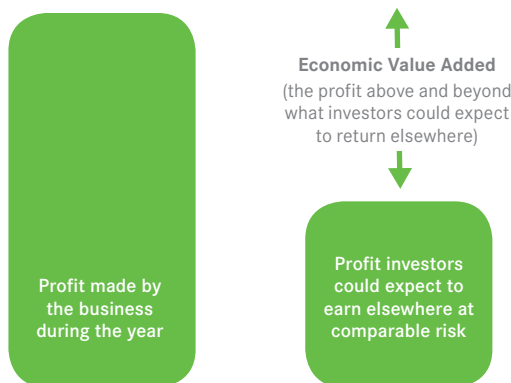 Economic Value Added
(the profit above and beyond
what investors could expect
to return elsewhere)
Profit made by
the business
during the year
Profit investors
could expect to
earn elsewhere at
comparable risk